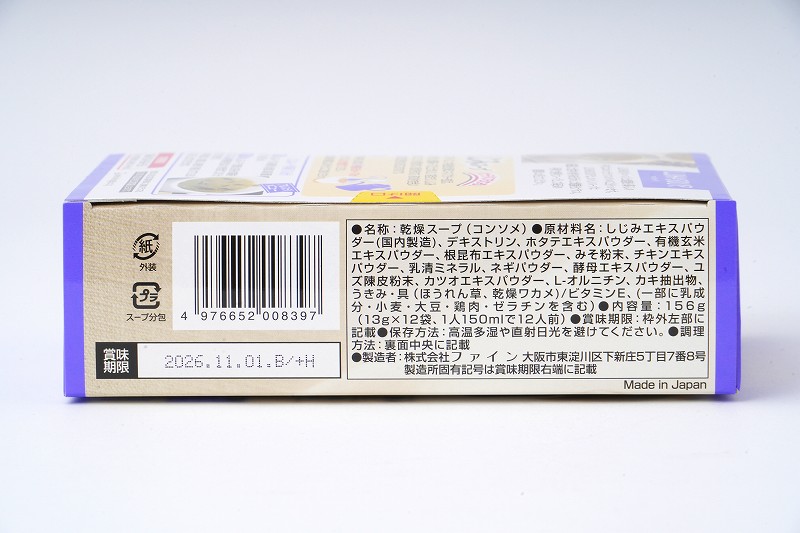 紙
外装
プラ
スープ分包
4 976652 008397
賞味
期限
2026.11.01.B/+H
●名称：乾燥スープ（コンソメ）●原材料名：しじみエキスパウ
ダー(国内製造)、デキストリン、ホタテエキスパウダー、有機玄米
エキスパウダー、根昆布エキスパウダー、みそ粉末、チキンエキス
パウダー、乳清ミネラル、ネギパウダー、酵母エキスパウダー、ユ
ズ陳皮粉末、カツオエキスパウダー、L-オルニチン、カキ抽出物、
うきみ・具（ほうれん草、乾燥ワカメ）/ビタミンE、(一部に乳成
分・小麦・大豆・鶏肉・ゼラチンを含む）●内容量：156g
（13g×12袋、1人150mlで12人前）●賞味期限：枠外左部に
記載●保存方法：高温多湿や直射日光を避けてください。●調理
方法：裏面中央に記載
●製造者：株式会社ファイン 大阪市東淀川区下新庄5丁目7番8号
製造所固有記号は賞味期限右端に記載
Made in Japan